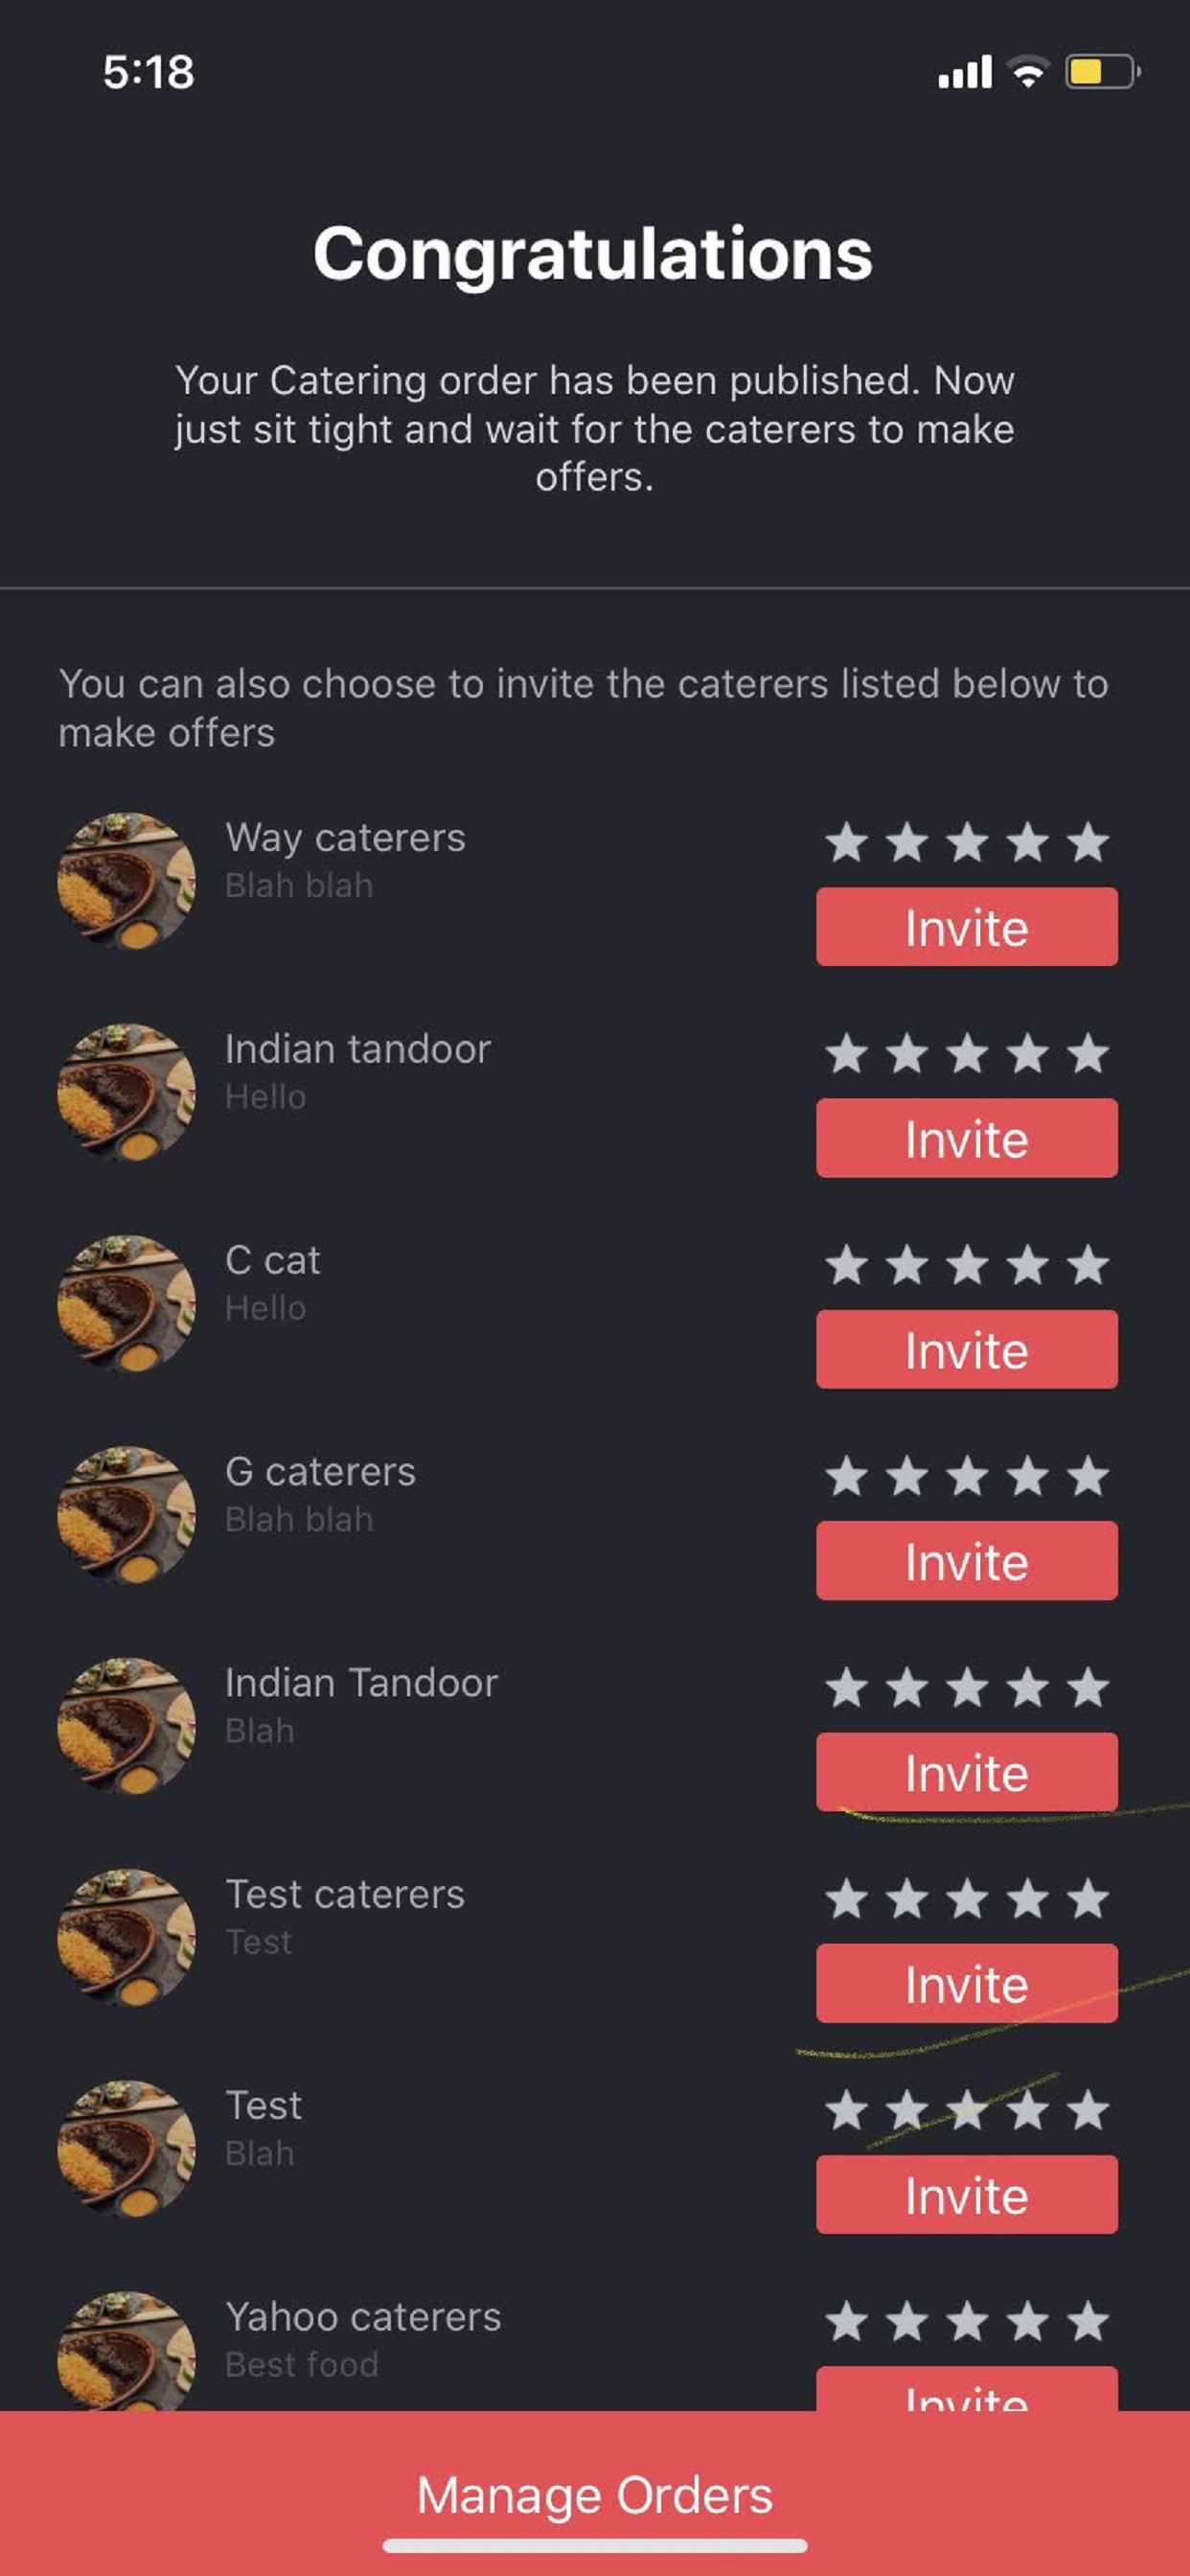 5:18
Congratulations
Your Catering order has been published. Now
just sit tight and wait for the caterers to make
offers.
You can also choose to invite the caterers listed below to
make offers
Way caterers
Blah blah
Invite
Indian tandoor
Hello
Invite
C cat
Hello
Invite
G caterers
Blah blah
Invite
Indian Tandoor
Blah
Invite
Test caterers
Test
Invite
Test
Blah
Invite
Yahoo caterers
Best food
Invite
Manage Orders